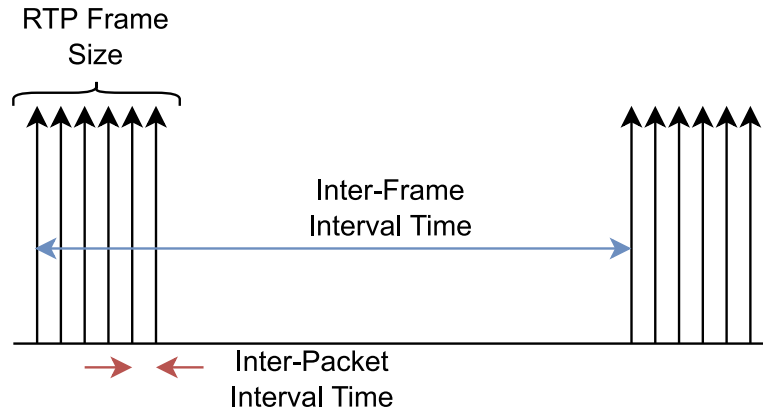 RTP Frame
Size
Inter-Frame
Interval Time
Inter-Packet
Interval Time